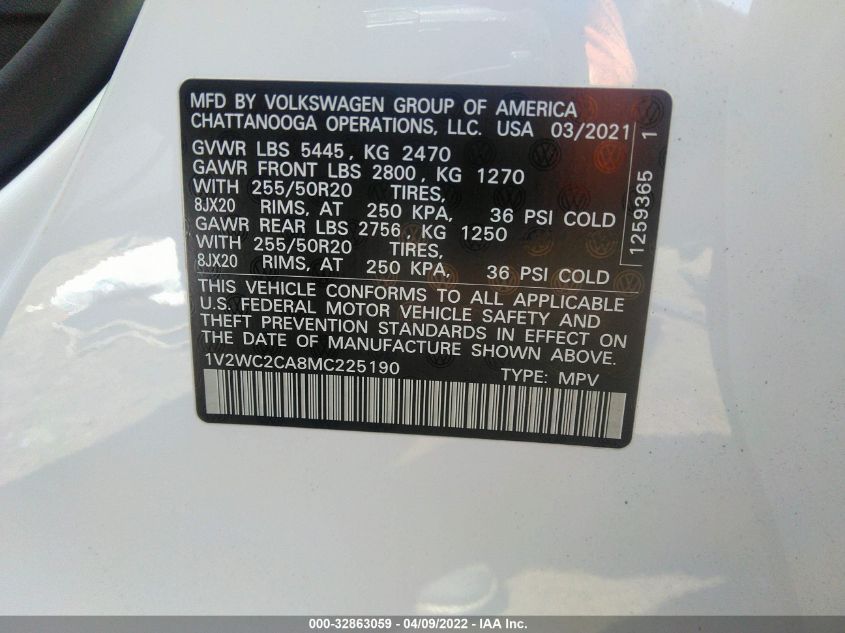 MFD BY VOLKSWAGEN GROUP OF AMERICA
CHATTANOOGA OPERATIONS, LLC. USA 03/2021
GVWR LBS 5445, KG 2470
GAWR FRONT LBS 2800, KG 1270
WITH 255/50R20 TIRES,
8JX20 RIMS, AT 250 KPA, 36 PSI COLD
GAWR REAR LBS 2756, KG 1250
WITH 255/50R20 TIRES,
8JX20 RIMS, AT 250 KPA, 36 PSI COLD
1259365 1
THIS VEHICLE CONFORMS TO ALL APPLICABLE
U.S. FEDERAL MOTOR VEHICLE SAFETY AND
THEFT PREVENTION STANDARDS IN EFFECT ON
THE DATE OF MANUFACTURE SHOWN ABOVE.
1V2WC2CA8MC225190 TYPE: MPV
000-32863059 - 04/09/2022 - IAA